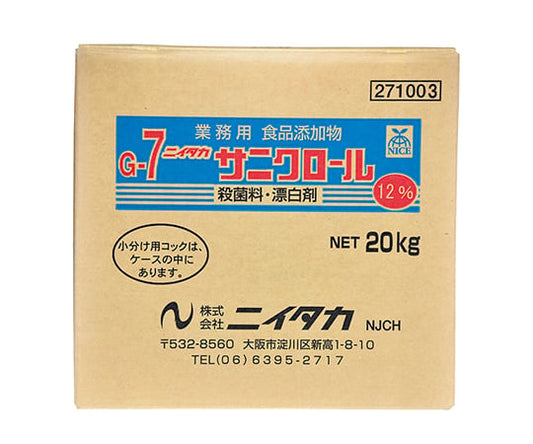 271003
業務用 食品添加物
NICE
G-7 ニイタカ サニクロール
殺菌料・漂白剤
12%
小分け用コックは、
ケースの中に
あります。
NET 20kg
株式会社 ニイタカ NJCH
〒532-8560 大阪市淀川区新高1-8-10
TEL(06)6395-2717